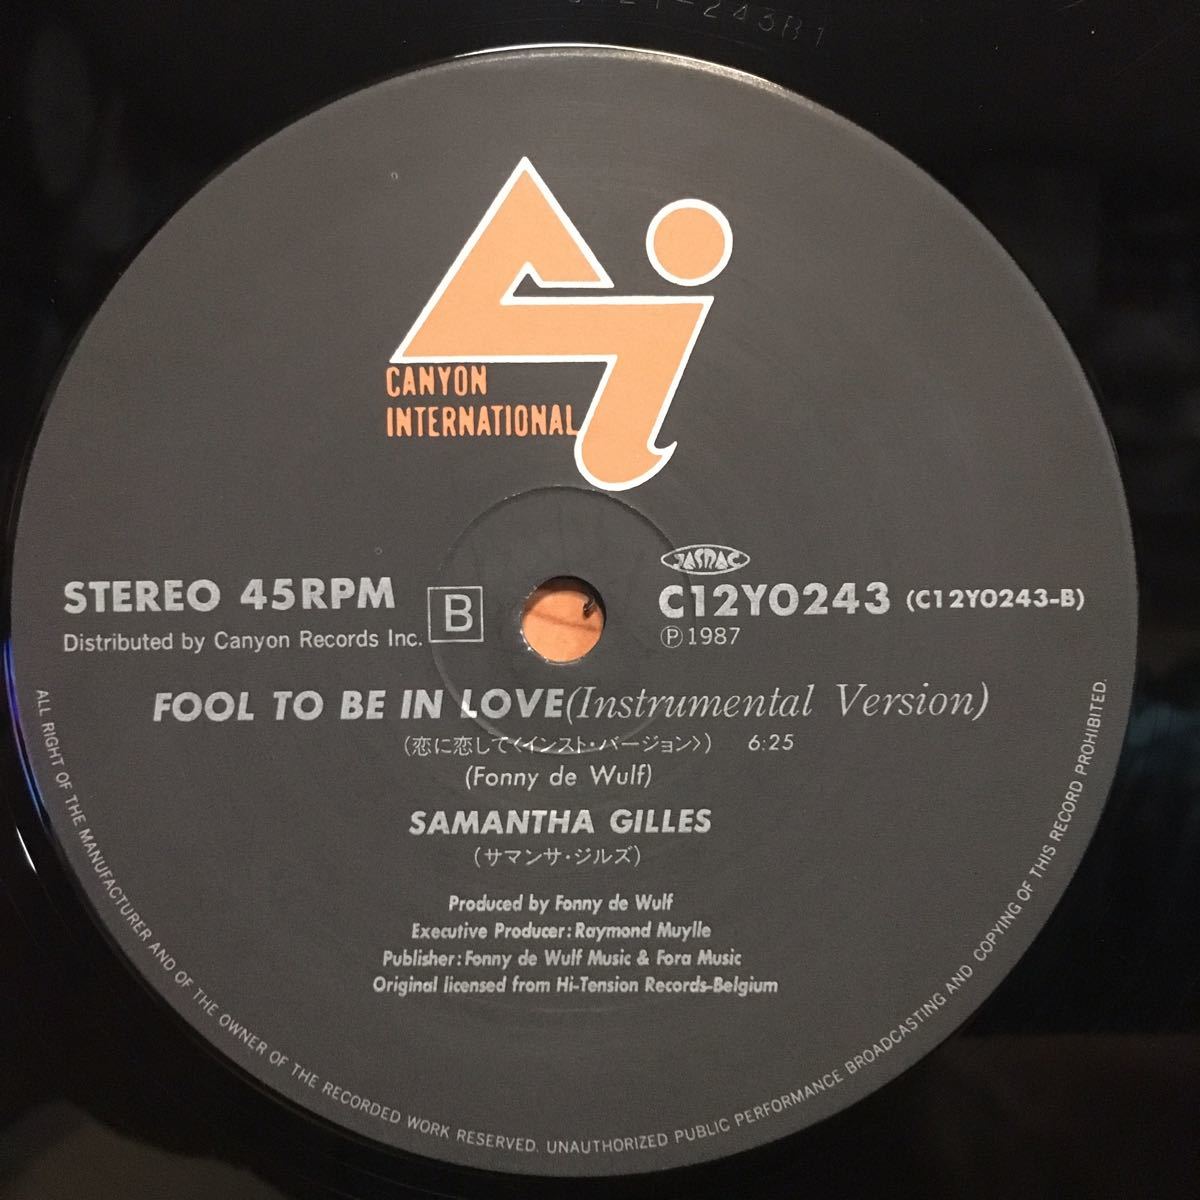 243B1
CANYON
INTERNATIONAL
JASRAC
STEREO 45RPM
Distributed by Canyon Records Inc.
B
C12Y0243 (C12Y0243-B)
Ⓟ1987
FOOL TO BE IN LOVE(Instrumental Version)
(恋に恋して〈インスト・バージョン〉) 6:25
(Fonny de Wulf)
SAMANTHA GILLES
(サマンサ・ジルズ)
Produced by Fonny de Wulf
Executive Producer:Raymond Muylle
Publisher:Fonny de Wulf Music & Fora Music
Original licensed from Hi-Tension Records-Belgium
ALL RIGHT OF THE MANUFACTURER AND OF THE OWNER OF THE RECORDED WORK RESERVED. UNAUTHORIZED PUBLIC PERFORMANCE BROADCASTING AND COPYING OF THIS RECORD PROHIBITED.